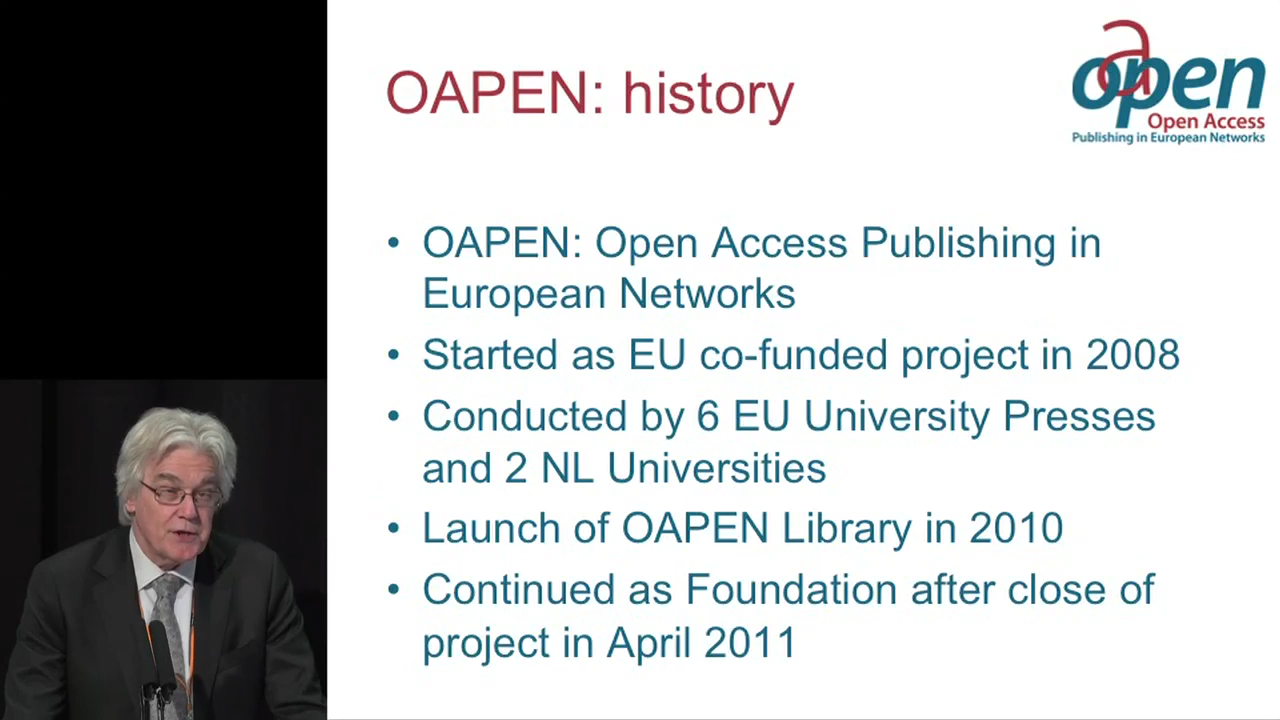 OAPEN: history
open
Open Access
Publishing in European Networks
• OAPEN: Open Access Publishing in
European Networks
• Started as EU co-funded project in 2008
• Conducted by 6 EU University Presses
and 2 NL Universities
• Launch of OAPEN Library in 2010
• Continued as Foundation after close of
project in April 2011